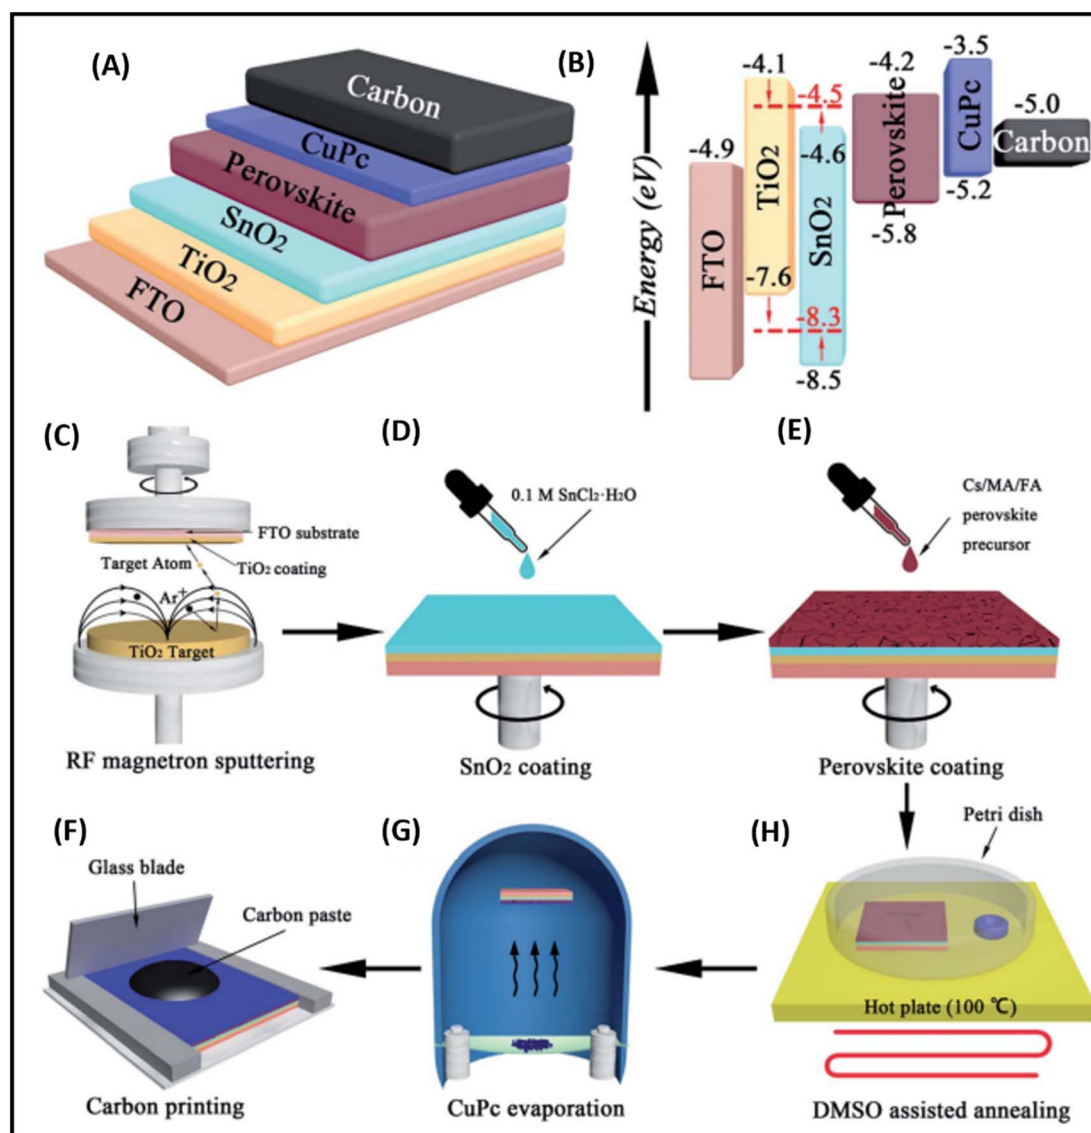 (A)
Carbon
CuPc
Perovskite
SnO2
TiO2
FTO
(B)
Energy (eV)
-4.9
FTO
-4.1
TiO2
-7.6
-4.5
-4.6
SnO2
-8.3
-8.5
-4.2
Perovskite
-5.8
-3.5
CuPc
-5.2
-5.0
Carbon
(C)
FTO substrate
TiO2 coating
Target Atom
Ar+
TiO2 Target
RF magnetron sputtering
(D)
0.1 M SnCl2·H2O
SnO2 coating
(E)
Cs/MA/FA
perovskite
precursor
Perovskite coating
(F)
Glass blade
Carbon paste
Carbon printing
(G)
CuPc evaporation
(H)
Petri dish
Hot plate (100 ℃)
DMSO assisted annealing